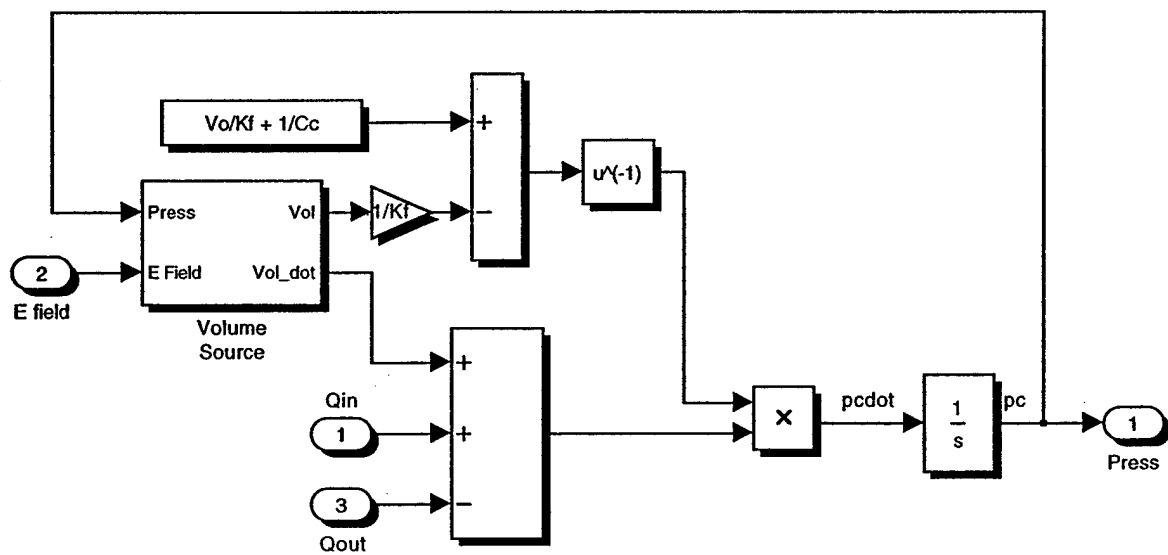 Vo/Kf + 1/Cc
+
−
u^(-1)
Press
Vol
1/Kf
2
E Field
Vol_dot
E field
Volume
Source
+
Qin
1
+
3
−
Qout
×
pcdot
1
s
pc
1
Press